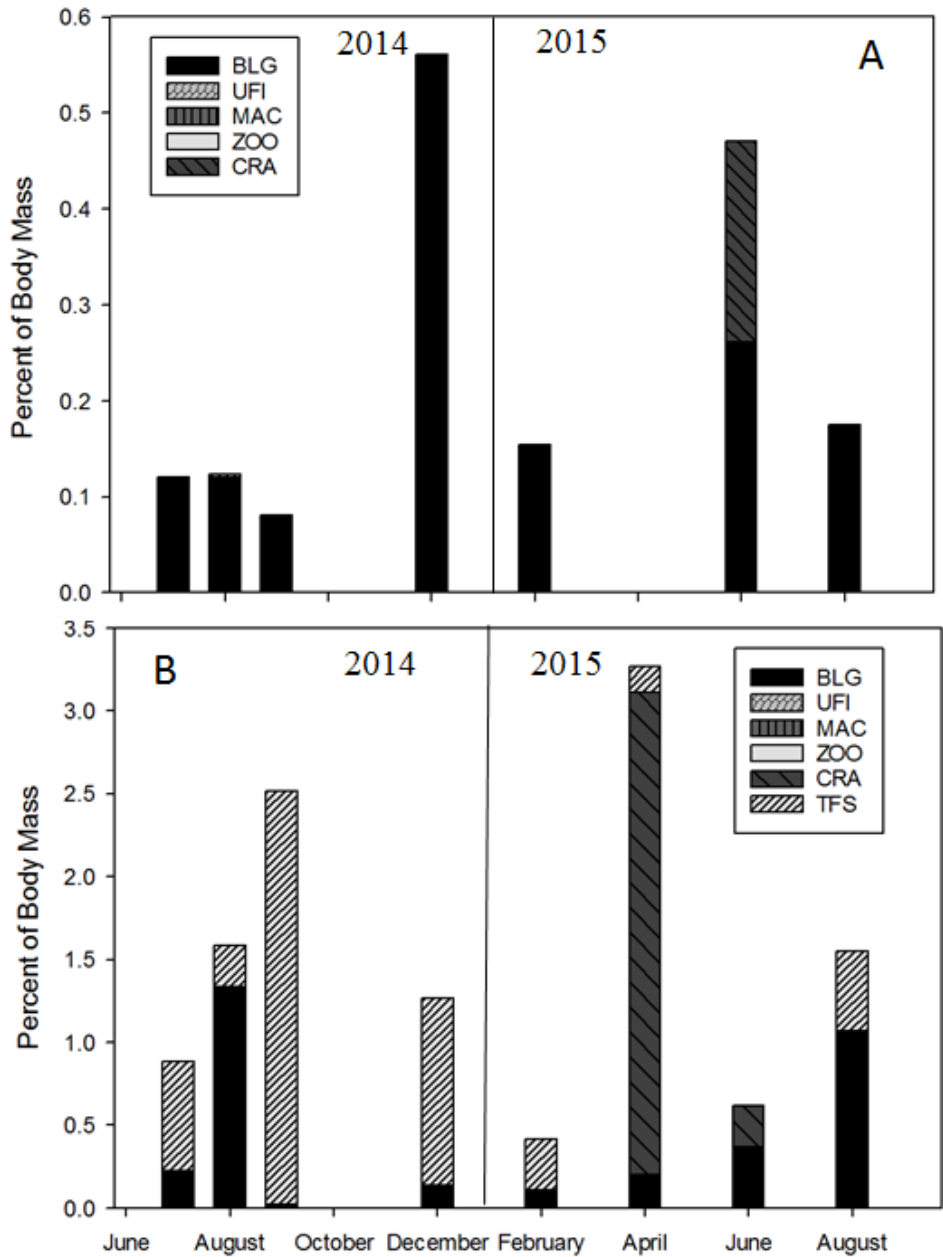 2014
2015
A
BLG
UFI
MAC
ZOO
CRA
Percent of Body Mass
0.6
0.5
0.4
0.3
0.2
0.1
0.0
B
2014
2015
BLG
UFI
MAC
ZOO
CRA
TFS
Percent of Body Mass
3.5
3.0
2.5
2.0
1.5
1.0
0.5
0.0
June August October December February April June August